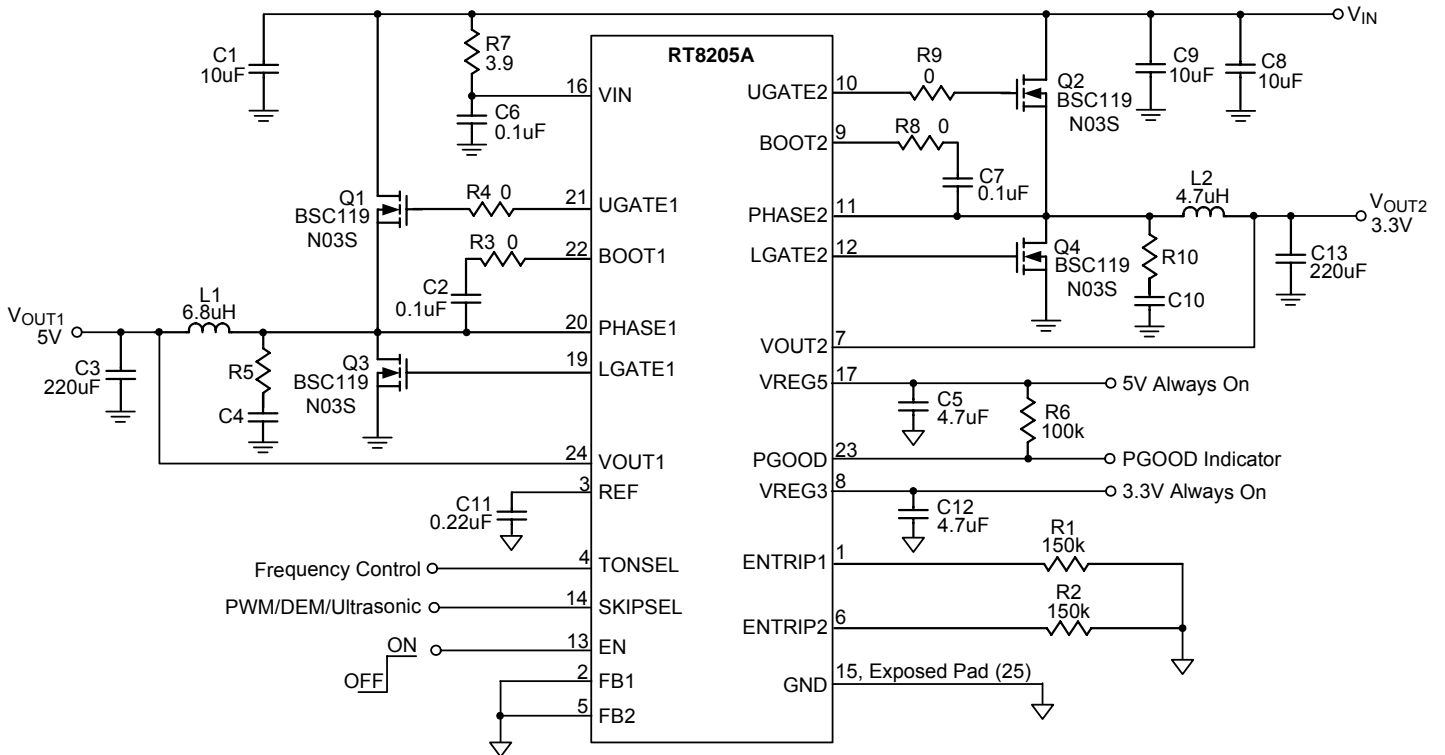 VIN
C1
10uF
R7
3.9
RT8205A
R9
0
Q2
BSC119
N03S
C9
10uF
C8
10uF
16
VIN
C6
0.1uF
UGATE2
10
BOOT2
9
R8 0
C7
0.1uF
Q1
BSC119
N03S
R4 0
21
UGATE1
PHASE2
11
L2
4.7uH
VOUT2
3.3V
R3 0
22
BOOT1
LGATE2
12
Q4
BSC119
N03S
R10
C10
C13
220uF
C2
0.1uF
VOUT1
5V
L1
6.8uH
20
PHASE1
C3
220uF
R5
C4
Q3
BSC119
N03S
19
LGATE1
VOUT2
7
VREG5
17
5V Always On
C5
4.7uF
R6
100k
24
VOUT1
PGOOD
23
PGOOD Indicator
3
REF
C11
0.22uF
VREG3
8
3.3V Always On
C12
4.7uF
Frequency Control
4
TONSEL
ENTRIP1
1
R1
150k
PWM/DEM/Ultrasonic
14
SKIPSEL
ENTRIP2
6
R2
150k
ON
OFF
13
EN
2
FB1
5
FB2
GND
15, Exposed Pad (25)